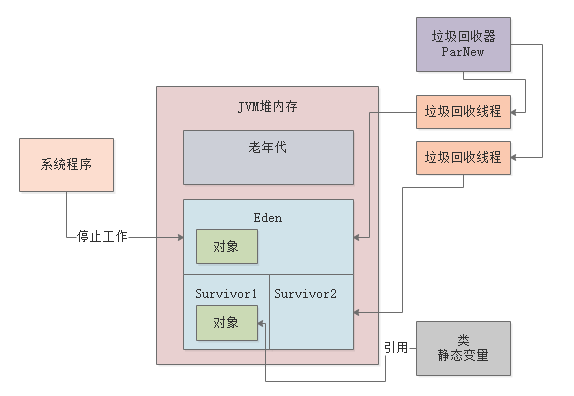 垃圾回收器
ParNew
JVM堆内存
垃圾回收线程
老年代
系统程序
垃圾回收线程
Eden
停止工作
对象
Survivor1
Survivor2
对象
引用
类
静态变量